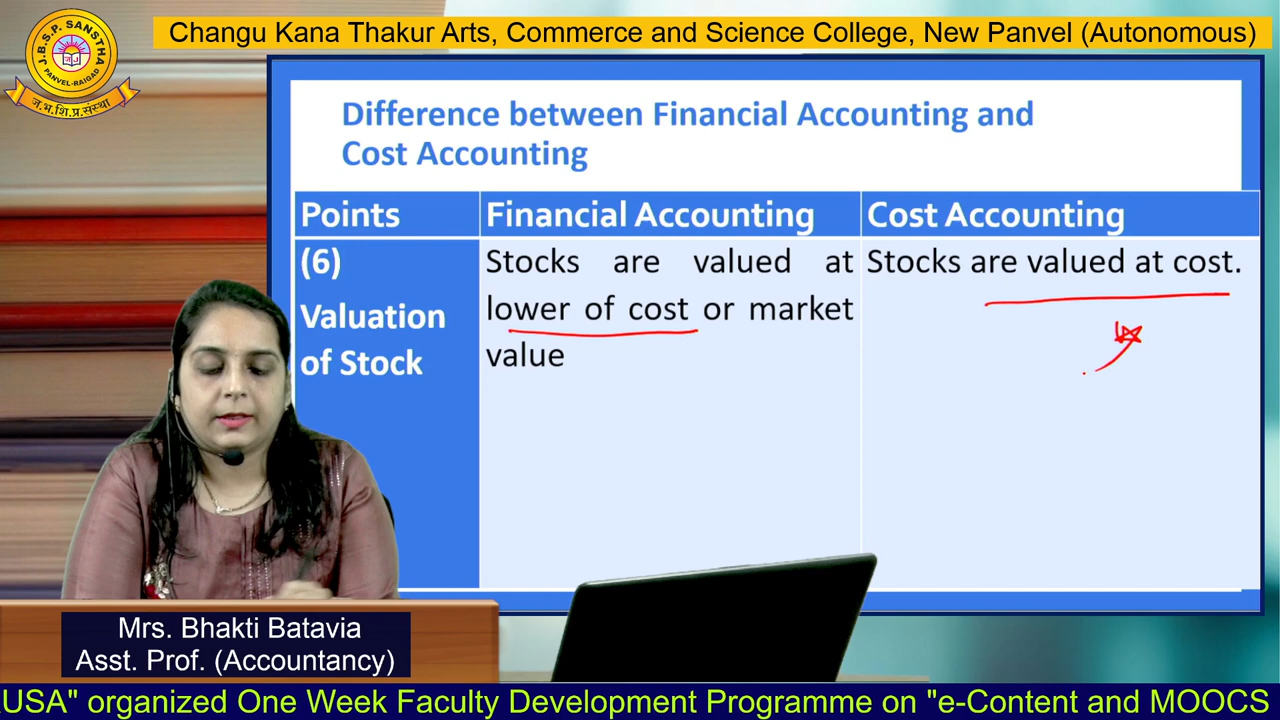 J.B.S.P. SANSTHA
PANVEL-RAIGAD
ज.भ.शि.प्र.संस्था
Changu Kana Thakur Arts, Commerce and Science College, New Panvel (Autonomous)
Difference between Financial Accounting and
Cost Accounting
Points
Financial Accounting
Cost Accounting
(6)
Valuation
of Stock
Stocks are valued at
lower of cost or market
value
Stocks are valued at cost.
Mrs. Bhakti Batavia
Asst. Prof. (Accountancy)
USA" organized One Week Faculty Development Programme on "e-Content and MOOCS